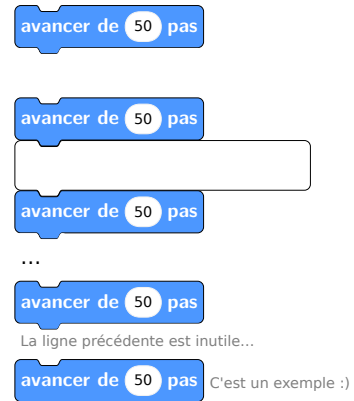 avancer de 50 pas
avancer de 50 pas
avancer de 50 pas
...
avancer de 50 pas
La ligne précédente est inutile...
avancer de 50 pas C'est un exemple :)